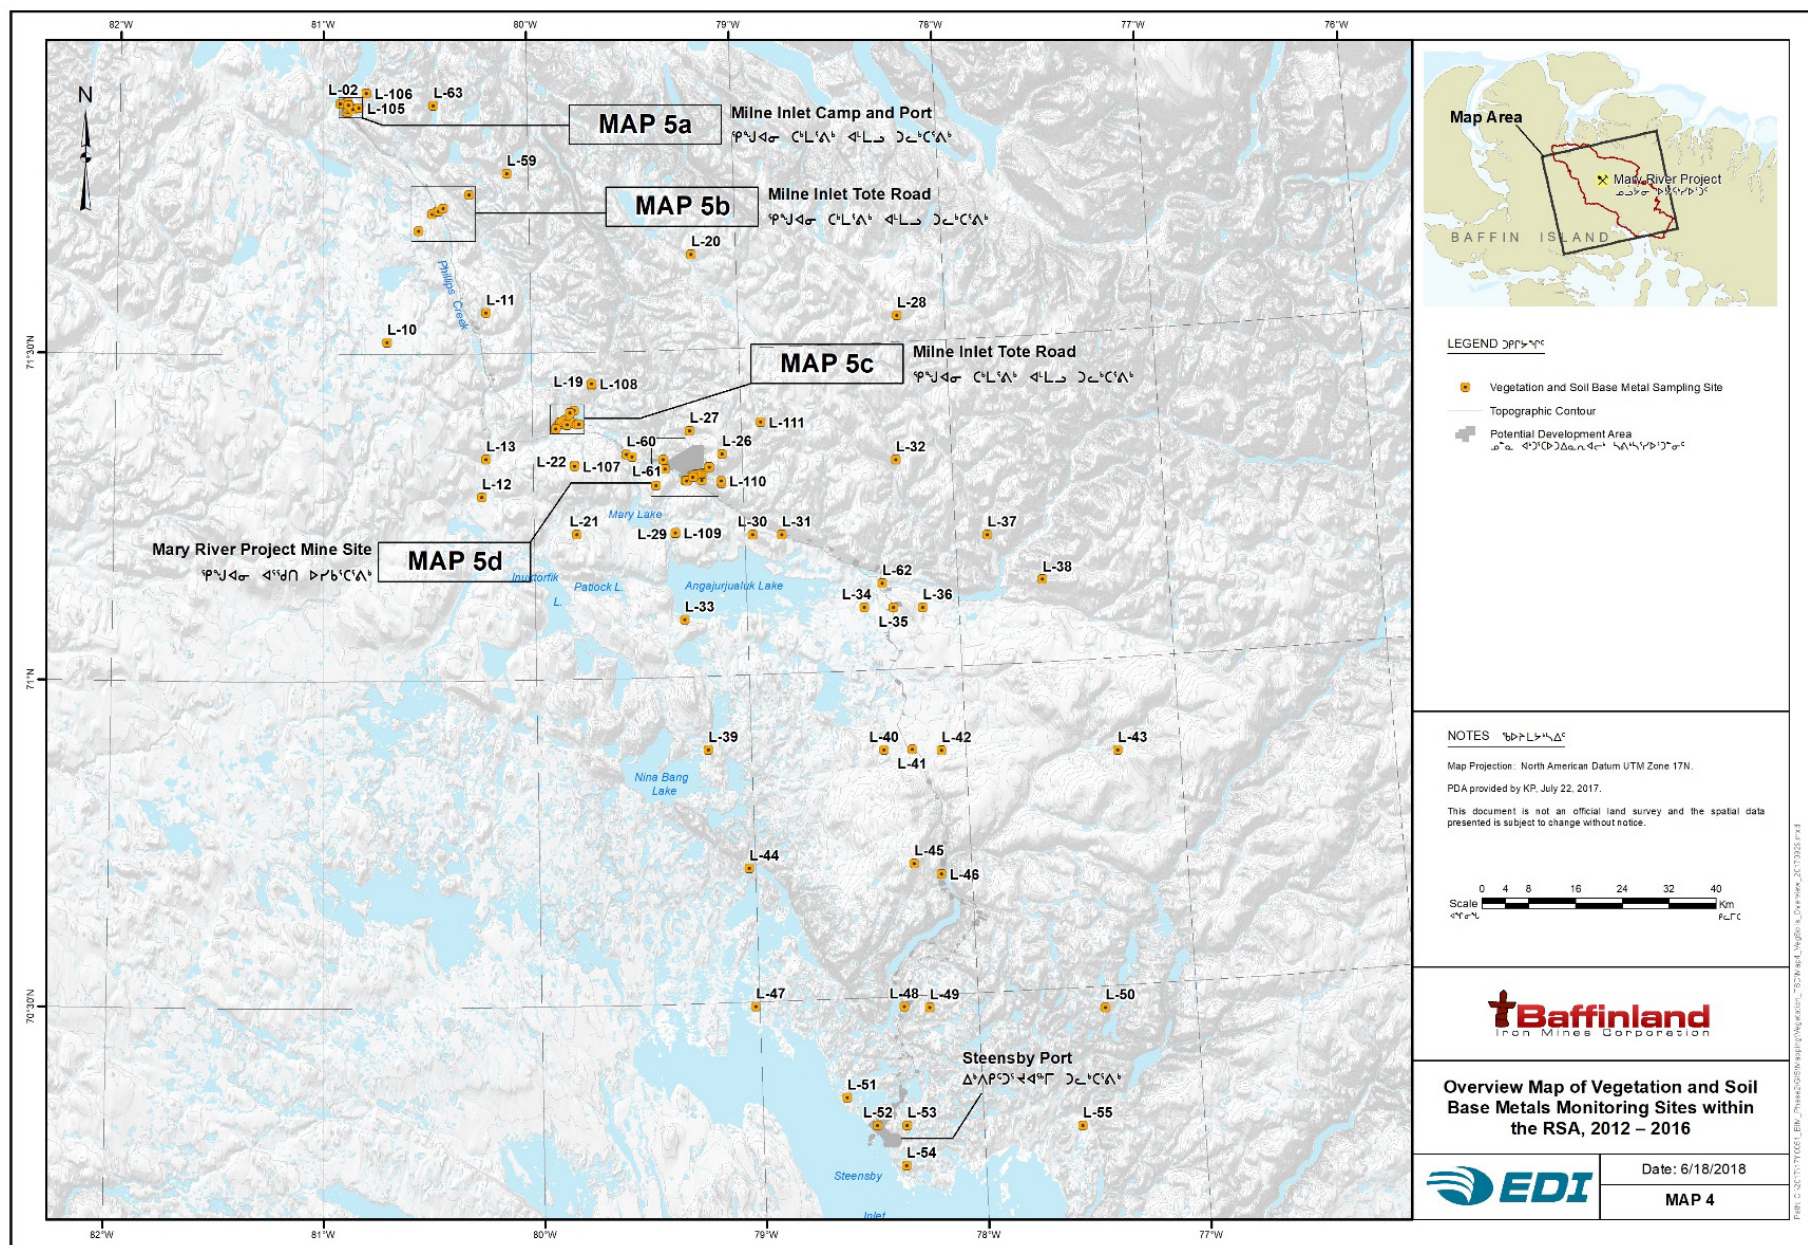 82°W
81°W
80°W
79°W
78°W
77°W
76°W
N
L-02
L-106
L-105
L-63
MAP 5a
Milne Inlet Camp and Port
L-59
MAP 5b
Milne Inlet Tote Road
L-20
Phillips Creek
L-11
L-28
L-10
71°30'N
MAP 5c
Milne Inlet Tote Road
L-19
L-108
L-27
L-111
L-13
L-60
L-26
L-32
L-22
L-107
L-61
L-12
L-110
Mary Lake
L-21
L-29
L-109
L-30
L-31
L-37
Mary River Project Mine Site
MAP 5d
Inuktorfik
L.
Patlock L.
Angajurjualuk Lake
L-62
L-38
L-34
L-36
L-33
L-35
71°N
L-39
L-40
L-42
L-43
L-41
Nina Bang
Lake
L-44
L-45
L-46
70°30'N
L-47
L-48
L-49
L-50
Steensby Port
L-51
L-52
L-53
L-55
L-54
Steensby
Inlet
82°W
81°W
80°W
79°W
78°W
77°W
Map Area
Mary River Project
BAFFIN ISLAND
LEGEND
Vegetation and Soil Base Metal Sampling Site
Topographic Contour
Potential Development Area
NOTES
Map Projection: North American Datum UTM Zone 17N.
PDA provided by KP, July 22, 2017.
This document is not an official land survey and the spatial data
presented is subject to change without notice.
0 4 8 16 24 32 40
Scale
Km
Baffinland
Iron Mines Corporation
Overview Map of Vegetation and Soil
Base Metals Monitoring Sites within
the RSA, 2012 – 2016
EDI
Date: 6/18/2018
MAP 4